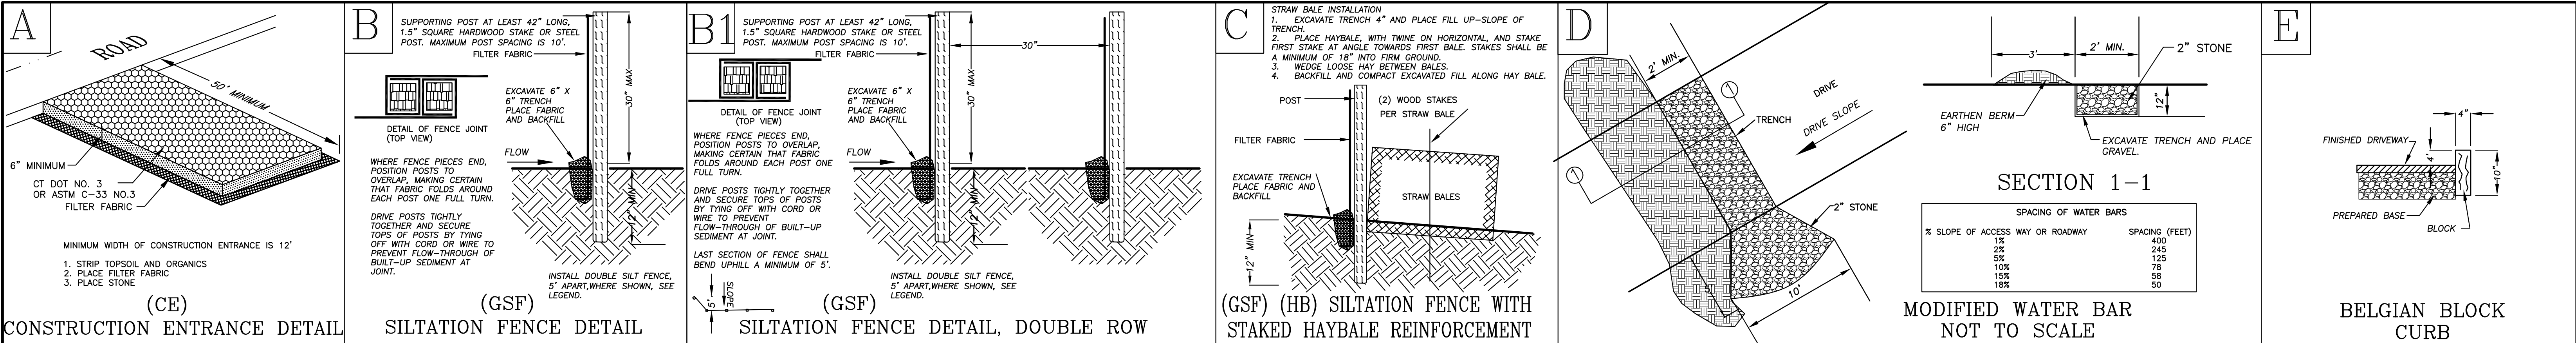 A
ROAD
50' MINIMUM
6" MINIMUM
CT DOT NO. 3
OR ASTM C-33 NO.3
FILTER FABRIC
MINIMUM WIDTH OF CONSTRUCTION ENTRANCE IS 12'
1. STRIP TOPSOIL AND ORGANICS
2. PLACE FILTER FABRIC
3. PLACE STONE
(CE)
CONSTRUCTION ENTRANCE DETAIL
B
SUPPORTING POST AT LEAST 42" LONG,
1.5" SQUARE HARDWOOD STAKE OR STEEL
POST. MAXIMUM POST SPACING IS 10'.
FILTER FABRIC
30" MAX
EXCAVATE 6" X
6" TRENCH
PLACE FABRIC
AND BACKFILL
DETAIL OF FENCE JOINT
(TOP VIEW)
FLOW
WHERE FENCE PIECES END,
POSITION POSTS TO
OVERLAP, MAKING CERTAIN
THAT FABRIC FOLDS AROUND
EACH POST ONE FULL TURN.
12" MIN
DRIVE POSTS TIGHTLY
TOGETHER AND SECURE
TOPS OF POSTS BY TYING
OFF WITH CORD OR WIRE TO
PREVENT FLOW-THROUGH OF
BUILT-UP SEDIMENT AT
JOINT.
INSTALL DOUBLE SILT FENCE,
5' APART,WHERE SHOWN, SEE
LEGEND.
(GSF)
SILTATION FENCE DETAIL
B1
SUPPORTING POST AT LEAST 42" LONG,
1.5" SQUARE HARDWOOD STAKE OR STEEL
POST. MAXIMUM POST SPACING IS 10'.
FILTER FABRIC
30"
30" MAX
EXCAVATE 6" X
6" TRENCH
PLACE FABRIC
AND BACKFILL
DETAIL OF FENCE JOINT
(TOP VIEW)
FLOW
WHERE FENCE PIECES END,
POSITION POSTS TO OVERLAP,
MAKING CERTAIN THAT FABRIC
FOLDS AROUND EACH POST ONE
FULL TURN.
12" MIN
DRIVE POSTS TIGHTLY TOGETHER
AND SECURE TOPS OF POSTS
BY TYING OFF WITH CORD OR
WIRE TO PREVENT
FLOW-THROUGH OF BUILT-UP
SEDIMENT AT JOINT.
LAST SECTION OF FENCE SHALL
BEND UPHILL A MINIMUM OF 5'.
5'
SLOPE
INSTALL DOUBLE SILT FENCE,
5' APART,WHERE SHOWN, SEE
LEGEND.
(GSF)
SILTATION FENCE DETAIL, DOUBLE ROW
C
STRAW BALE INSTALLATION
1. EXCAVATE TRENCH 4" AND PLACE FILL UP-SLOPE OF
TRENCH.
2. PLACE HAYBALE, WITH TWINE ON HORIZONTAL, AND STAKE
FIRST STAKE AT ANGLE TOWARDS FIRST BALE. STAKES SHALL BE
A MINIMUM OF 18" INTO FIRM GROUND.
3. WEDGE LOOSE HAY BETWEEN BALES.
4. BACKFILL AND COMPACT EXCAVATED FILL ALONG HAY BALE.
POST
(2) WOOD STAKES
PER STRAW BALE
FILTER FABRIC
EXCAVATE TRENCH
PLACE FABRIC AND
BACKFILL
STRAW BALES
12" MIN
(GSF) (HB) SILTATION FENCE WITH
STAKED HAYBALE REINFORCEMENT
D
2' MIN.
1
DRIVE
TRENCH
DRIVE SLOPE
1
2" STONE
5'
10'
3'
2' MIN.
2" STONE
12"
EARTHEN BERM
6" HIGH
EXCAVATE TRENCH AND PLACE
GRAVEL.
SECTION 1-1
SPACING OF WATER BARS
% SLOPE OF ACCESS WAY OR ROADWAY SPACING (FEET)
1% 400
2% 245
5% 125
10% 78
15% 58
18% 50
MODIFIED WATER BAR
NOT TO SCALE
E
4"
FINISHED DRIVEWAY
4'
10"
PREPARED BASE
BLOCK
BELGIAN BLOCK
CURB